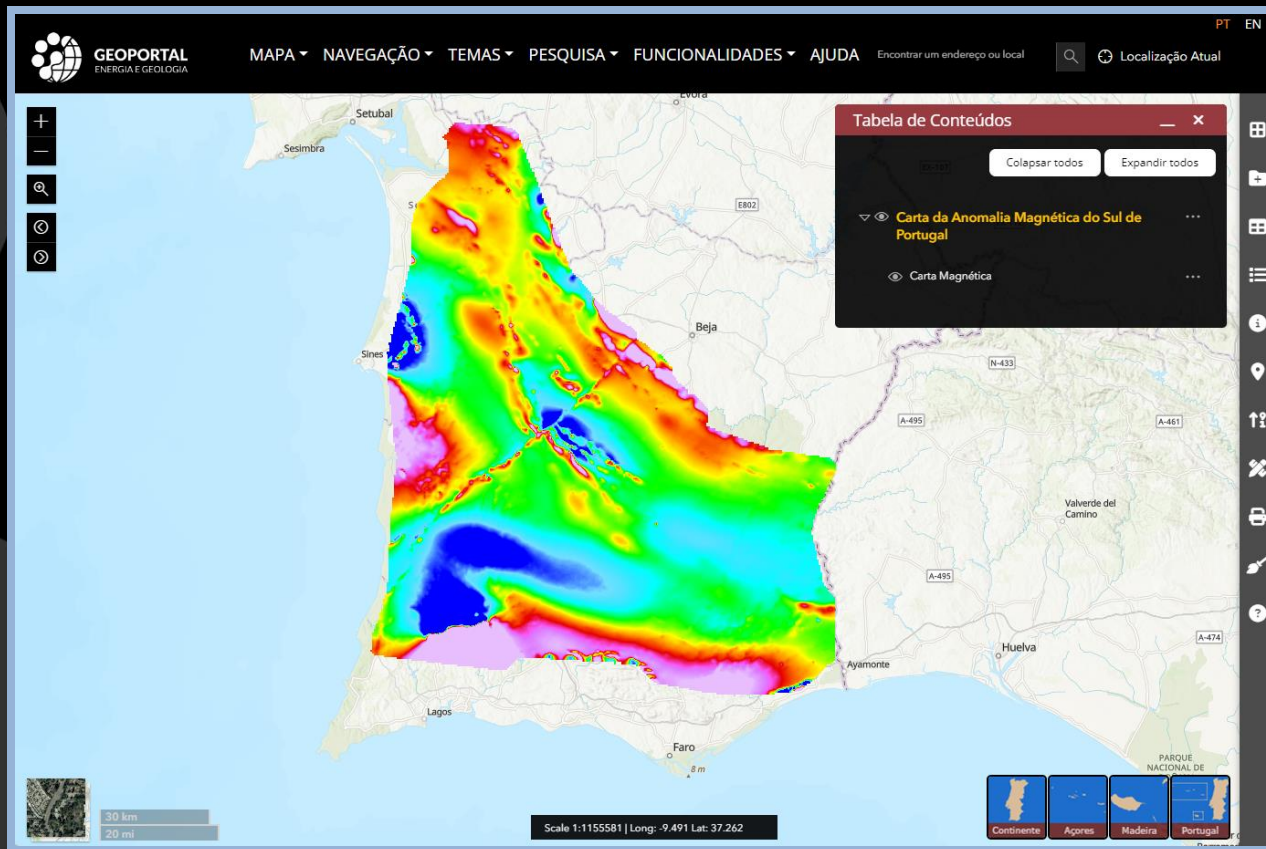 PT EN
GEOPORTAL
ENERGIA E GEOLOGIA
MAPA NAVEGAÇÃO TEMAS PESQUISA FUNCIONALIDADES AJUDA Encontrar um endereço ou local Localização Atual
Evora
Setubal
Sesimbra
Tabela de Conteúdos
Colapsar todos Expandir todos
E802
Carta da Anomalia Magnética do Sul de
Portugal
Carta Magnética
Beja
Sines
N-433
A-495
A-461
Valverde del
Camino
A-495
A-474
Huelva
Ayamonte
Lagos
Faro
8 m
PARQUE
NACIONAL DE
30 km
20 mi
Scale 1:1155581 | Long: -9.491 Lat: 37.262
Continente Açores Madeira Portugal